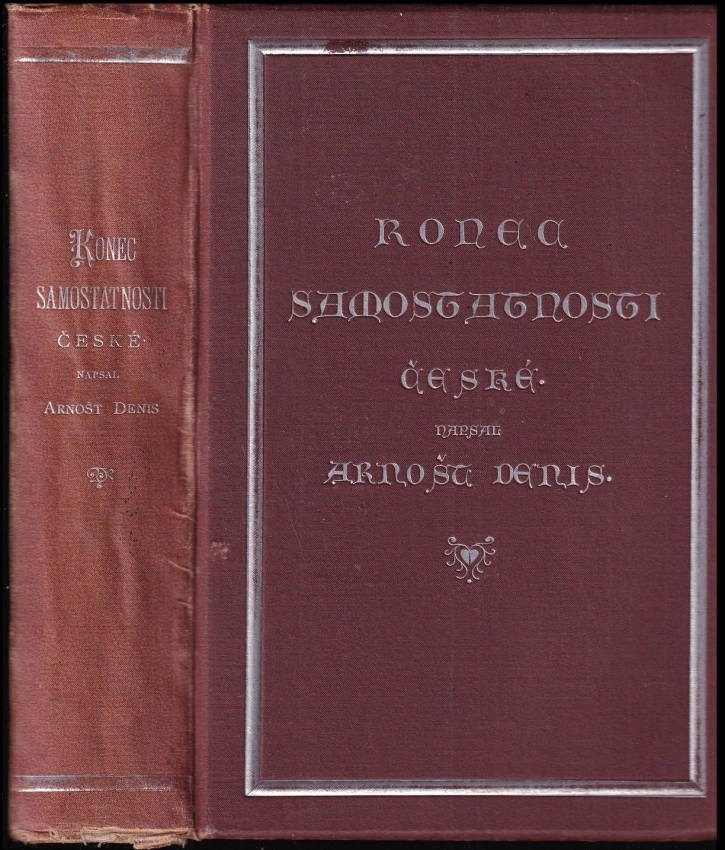 Konec
SAMOSTATNOSTI
ČESKÉ·
NAPSAL
Arnošt Denis
KONEC
SAMOSTATNOSTI
ČESKÉ·
NAPSAL
ARNOŠT DENIS·